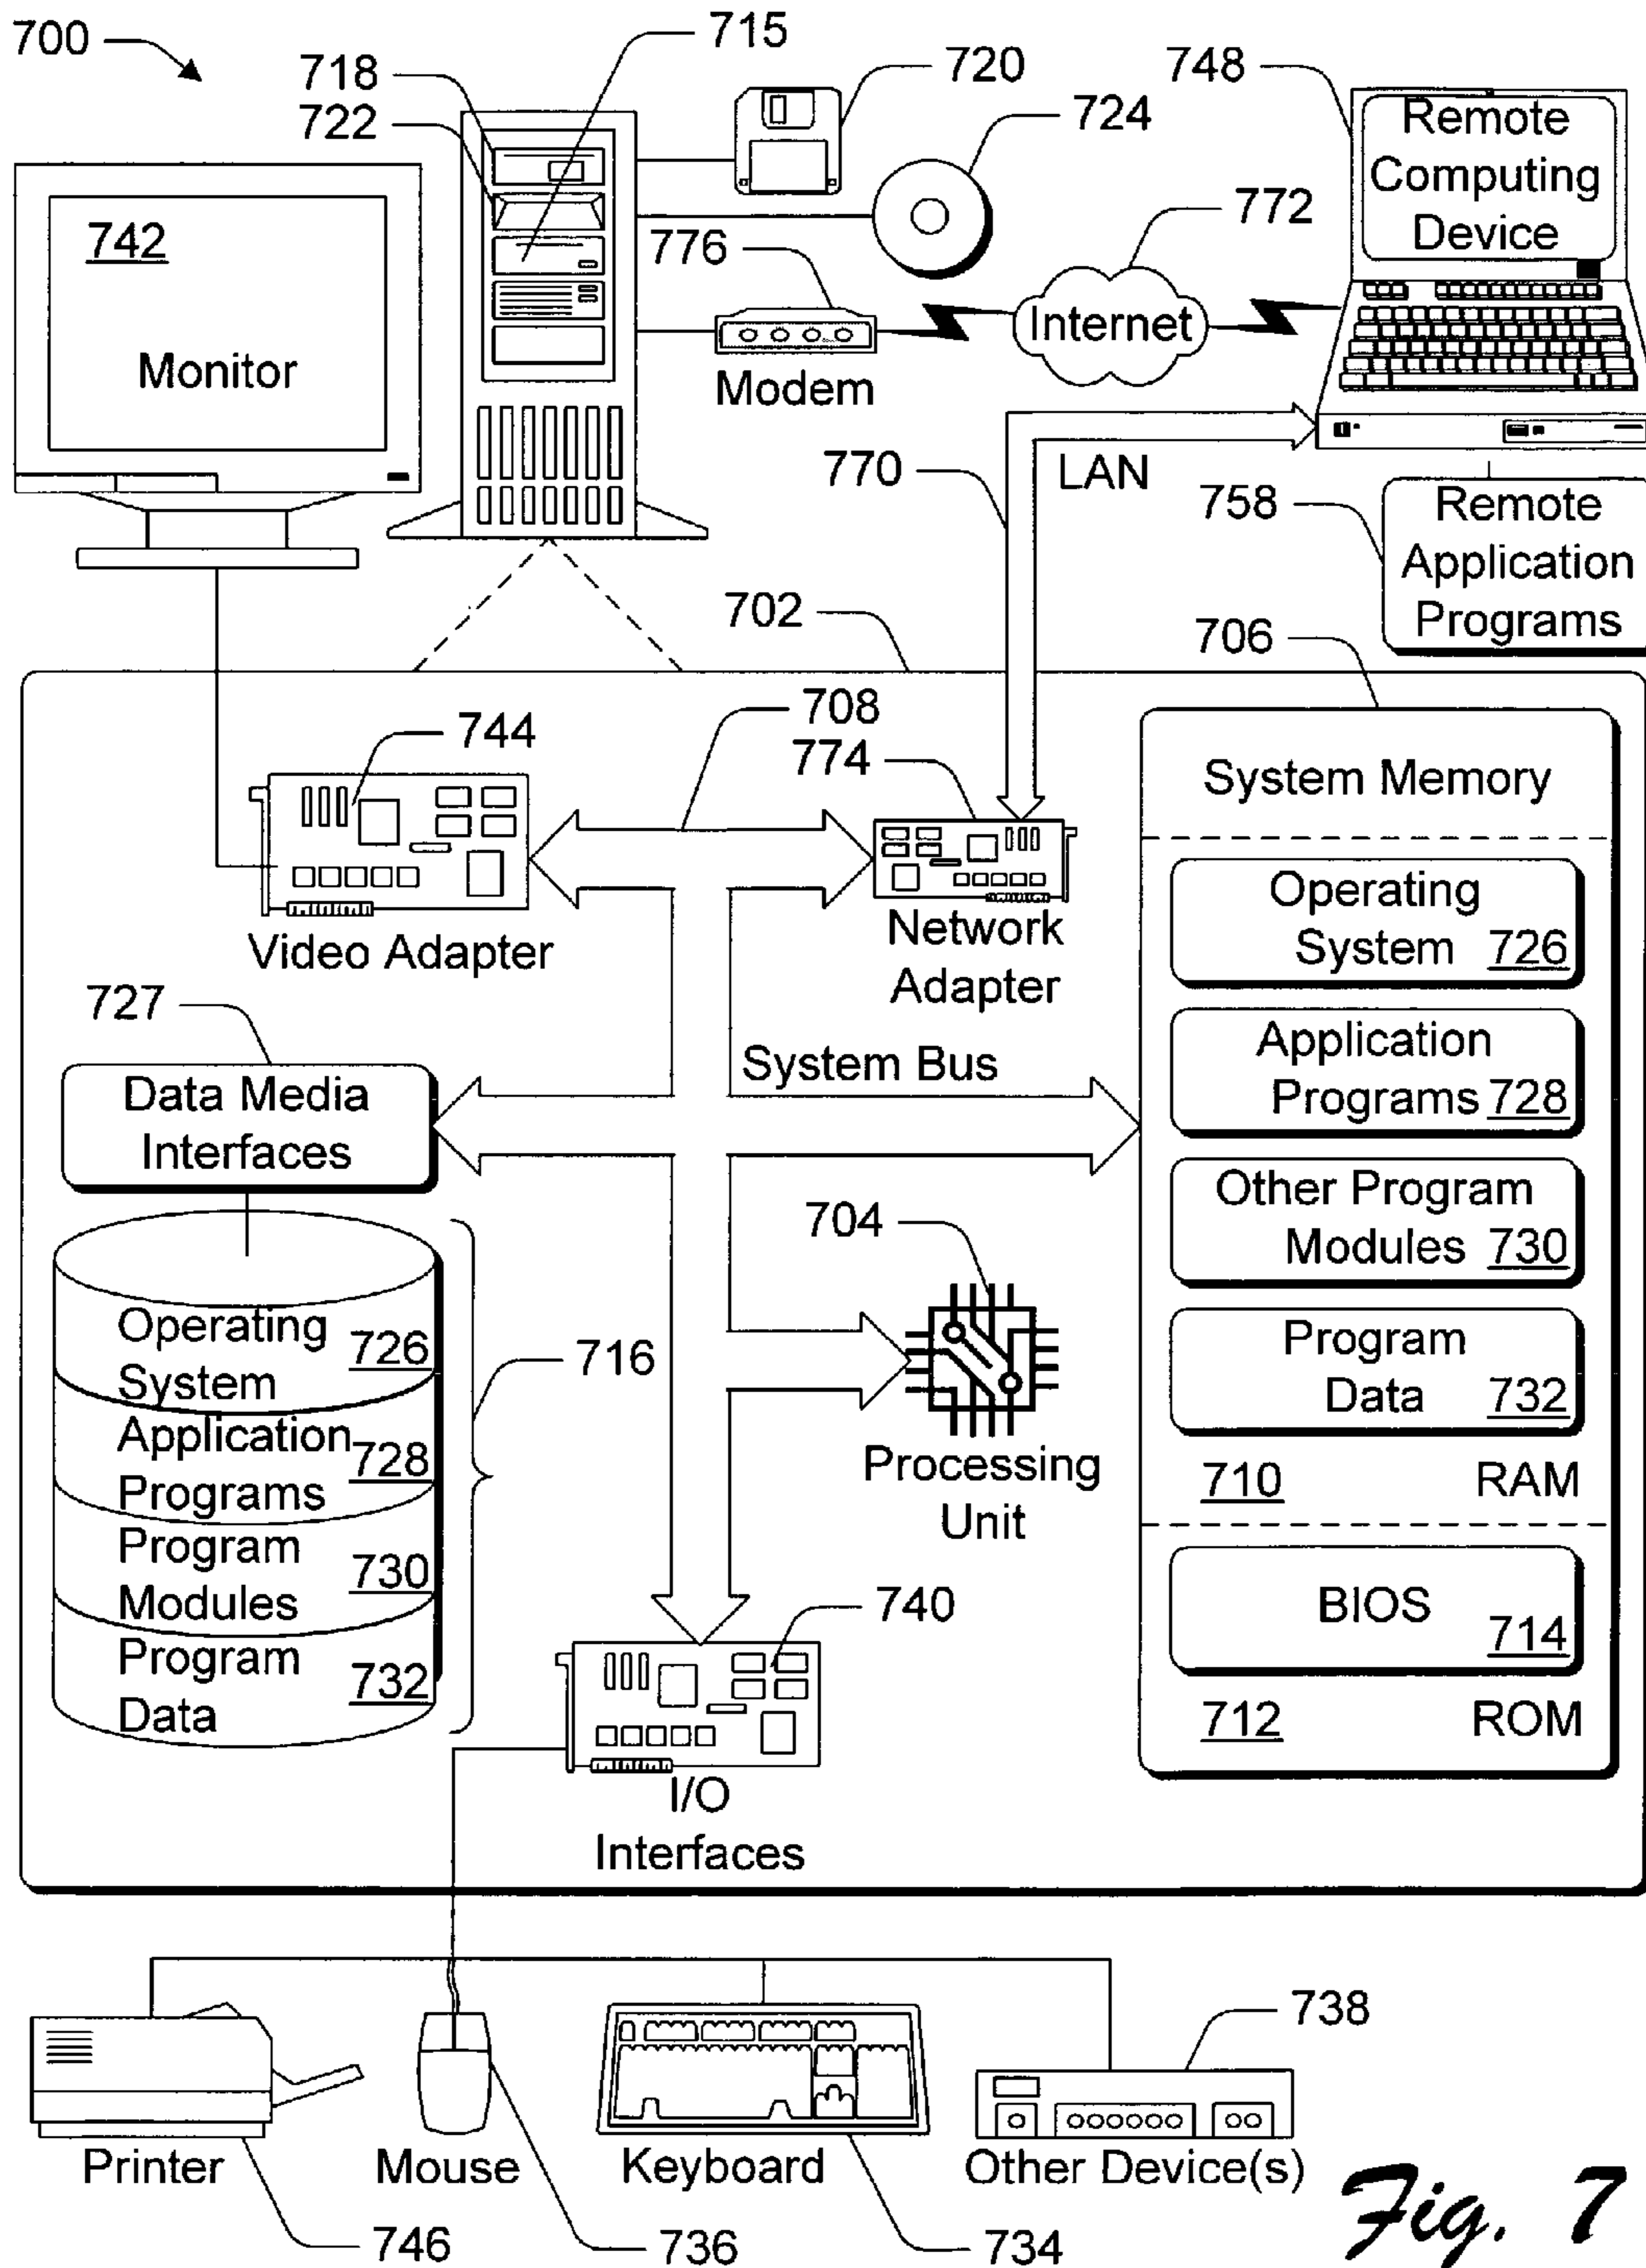 700
715
718
722
720
724
748
Remote
Computing
Device
742
Monitor
776
772
Internet
Modem
770
LAN
758
Remote
Application
Programs
702
706
708
744
774
System Memory
Video Adapter
Network
Adapter
Operating
System 726
Application
Programs 728
Other Program
Modules 730
Program
Data 732
710 RAM
BIOS
714
712 ROM
727
Data Media
Interfaces
System Bus
704
Processing
Unit
Operating
System 726
Application
Programs 728
Program
Modules 730
Program
Data 732
716
740
I/O
Interfaces
738
Printer
Mouse
Keyboard
Other Device(s)
746
736
734
Fig. 7